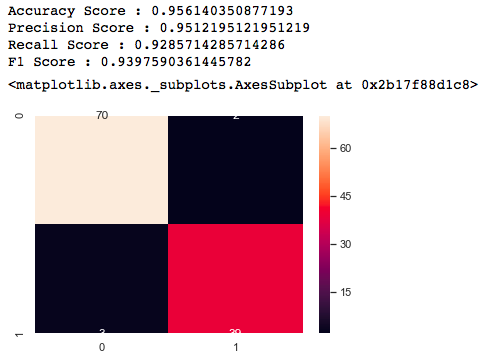 Accuracy Score : 0.956140350877193
Precision Score : 0.9512195121951219
Recall Score : 0.9285714285714286
F1 Score : 0.9397590361445782
<matplotlib.axes._subplots.AxesSubplot at 0x2b17f88d1c8>
0 70 2
60
45
30
15
1 3 39
0 1